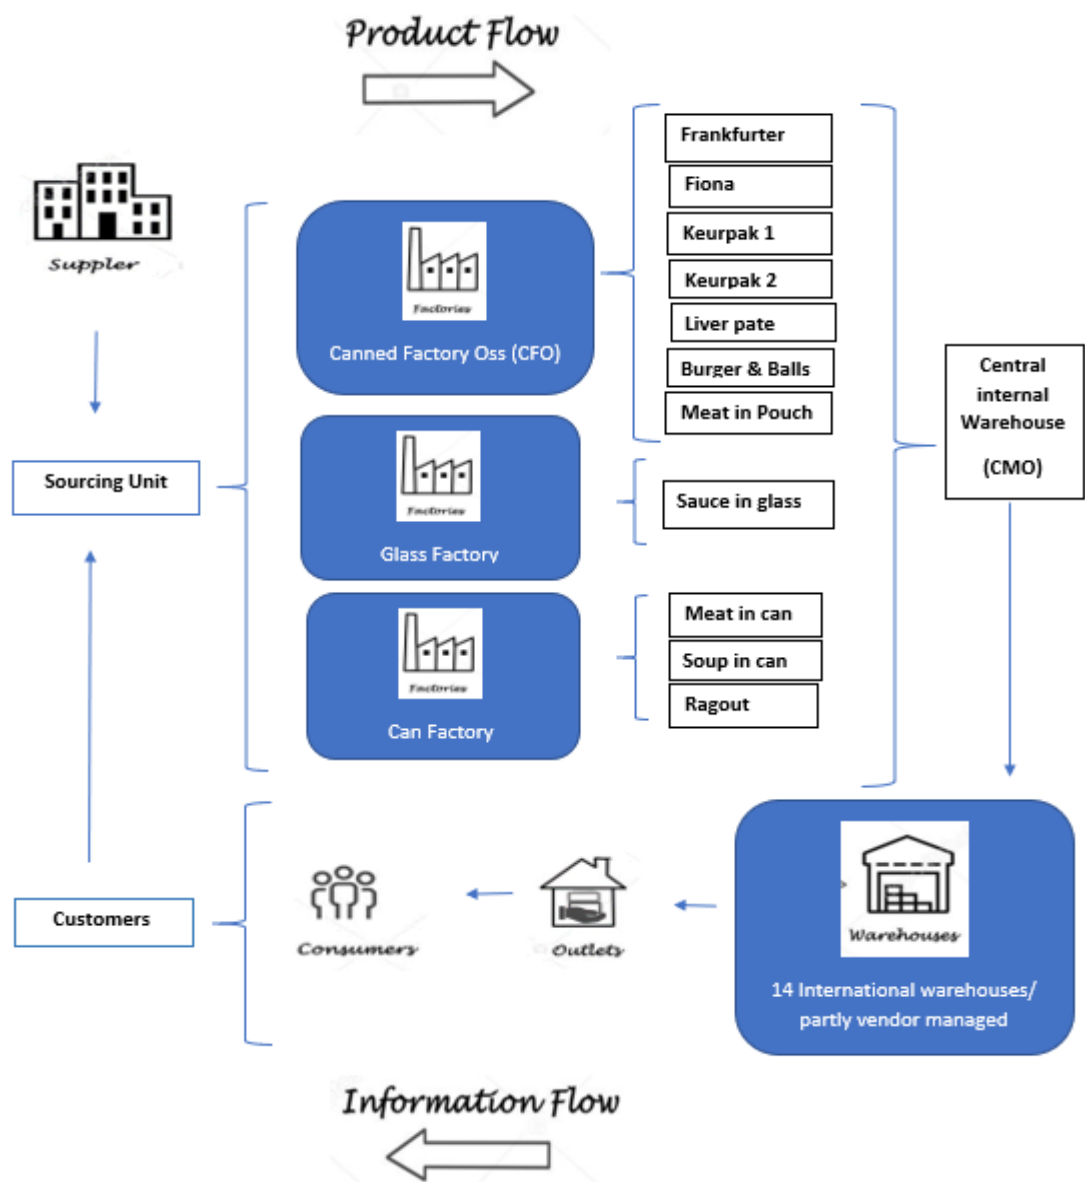 Product Flow
Suppler
Sourcing Unit
Factories
Canned Factory Oss (CFO)
Factories
Glass Factory
Factories
Can Factory
Frankfurter
Fiona
Keurpak 1
Keurpak 2
Liver pate
Burger & Balls
Meat in Pouch
Sauce in glass
Meat in can
Soup in can
Ragout
Central
internal
Warehouse
(CMO)
Customers
Consumers
Outlets
Warehouses
14 International warehouses/
partly vendor managed
Information Flow